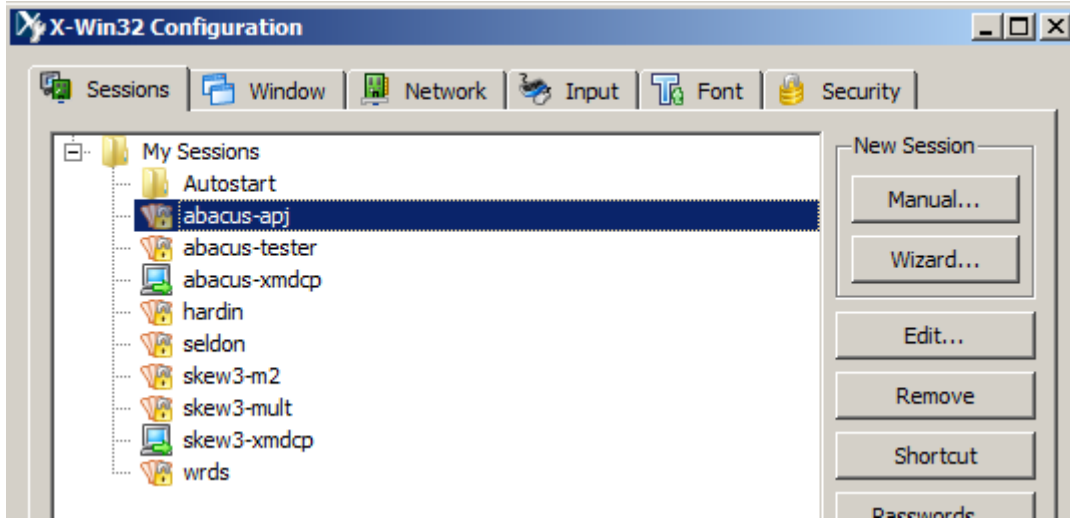 X-Win32 Configuration
Sessions Window Network Input Font Security
My Sessions
Autostart
abacus-apj
abacus-tester
abacus-xmdcp
hardin
seldon
skew3-m2
skew3-mult
skew3-xmdcp
wrds
New Session
Manual...
Wizard...
Edit...
Remove
Shortcut
Passwords...